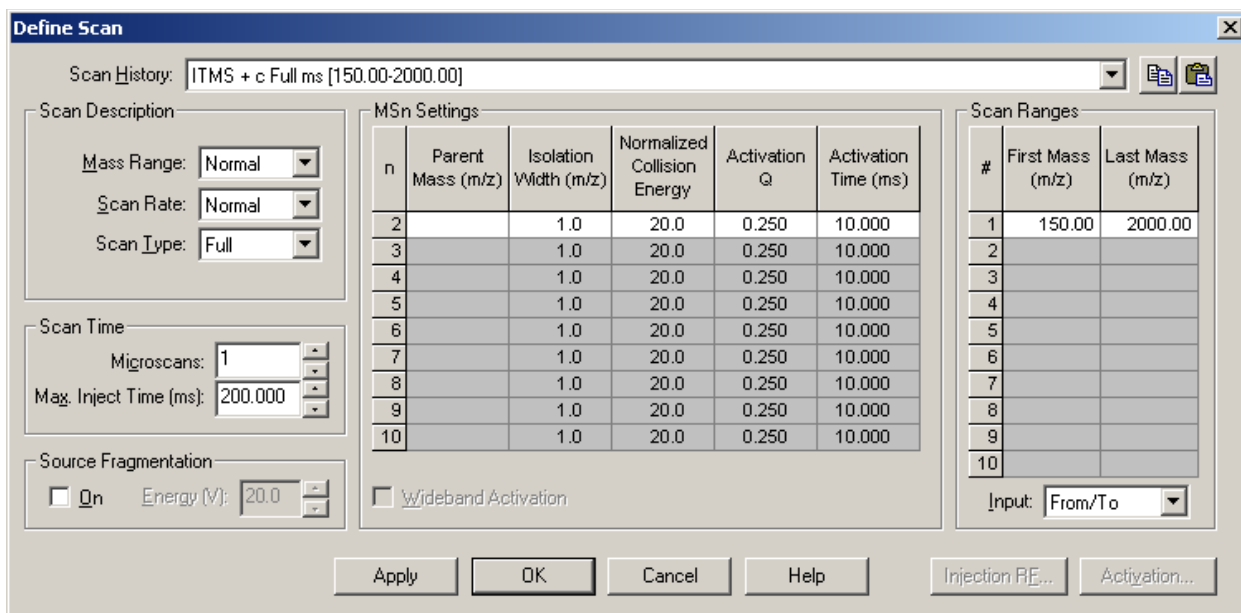 Define Scan
Scan History: ITMS + c Full ms [150.00-2000.00]
Scan Description
Mass Range: Normal
Scan Rate: Normal
Scan Type: Full
Scan Time
Microscans: 1
Max. Inject Time (ms): 200.000
Source Fragmentation
On Energy (V): 20.0
MSn Settings
n Parent Mass (m/z) Isolation Width (m/z) Normalized Collision Energy Activation Q Activation Time (ms)
2 1.0 20.0 0.250 10.000
3 1.0 20.0 0.250 10.000
4 1.0 20.0 0.250 10.000
5 1.0 20.0 0.250 10.000
6 1.0 20.0 0.250 10.000
7 1.0 20.0 0.250 10.000
8 1.0 20.0 0.250 10.000
9 1.0 20.0 0.250 10.000
10 1.0 20.0 0.250 10.000
Wideband Activation
Scan Ranges
# First Mass (m/z) Last Mass (m/z)
1 150.00 2000.00
2
3
4
5
6
7
8
9
10
Input: From/To
Apply OK Cancel Help Injection RF... Activation...